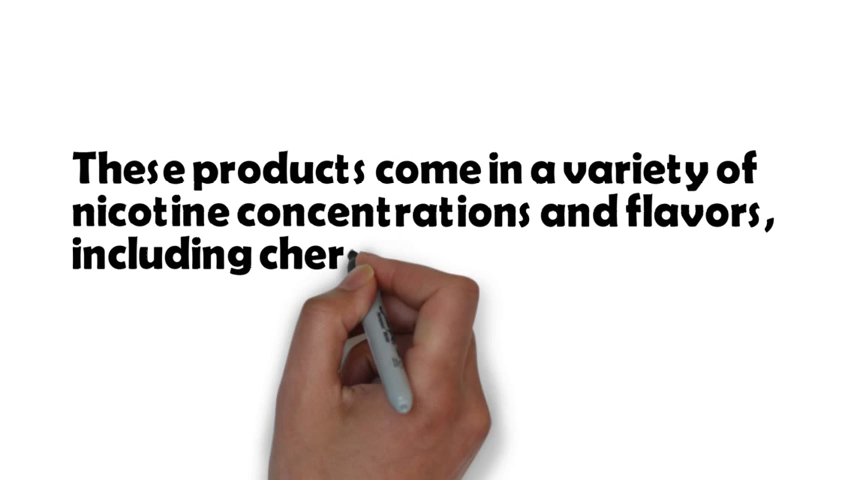 These products come in a variety of
nicotine concentrations and flavors,
including cher